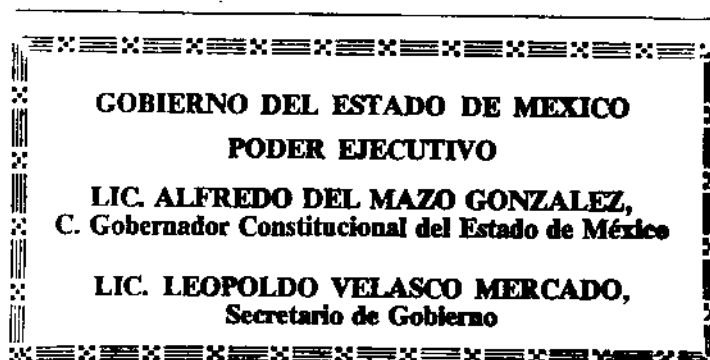 GOBIERNO DEL ESTADO DE MEXICO
PODER EJECUTIVO
LIC. ALFREDO DEL MAZO GONZALEZ,
C. Gobernador Constitucional del Estado de México
LIC. LEOPOLDO VELASCO MERCADO,
Secretario de Gobierno